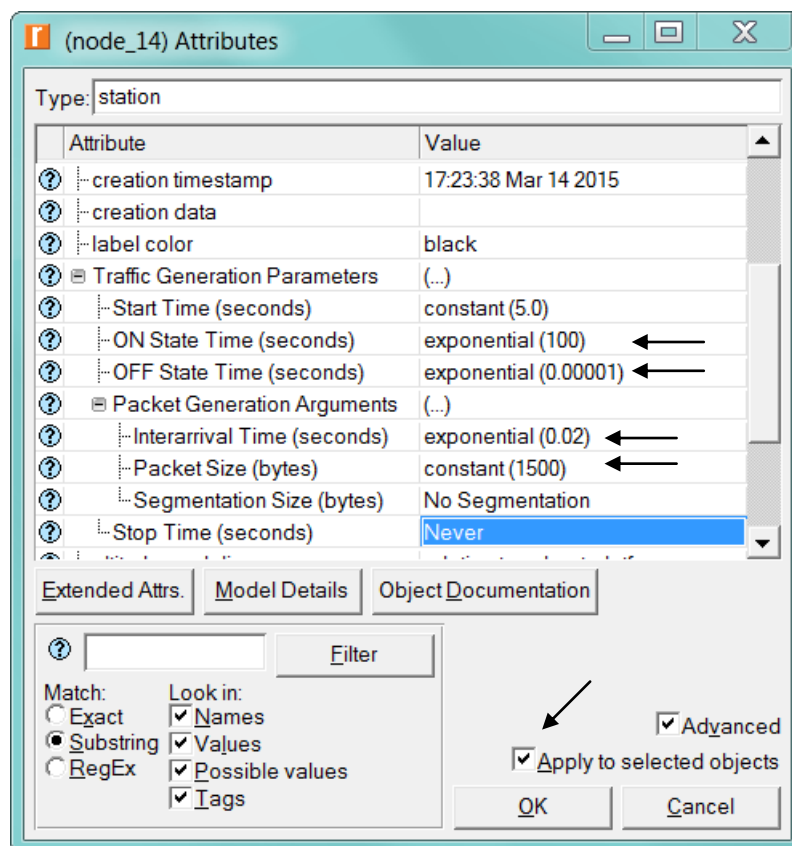 (node_14) Attributes
Type: station
Attribute Value
creation timestamp 17:23:38 Mar 14 2015
creation data
label color black
Traffic Generation Parameters (...)
Start Time (seconds) constant (5.0)
ON State Time (seconds) exponential (100)
OFF State Time (seconds) exponential (0.00001)
Packet Generation Arguments (...)
Interarrival Time (seconds) exponential (0.02)
Packet Size (bytes) constant (1500)
Segmentation Size (bytes) No Segmentation
Stop Time (seconds) Never
Extended Attrs. Model Details Object Documentation
Filter
Match: Look in:
Exact Names
Substring Values
RegEx Possible values
Tags
Advanced
Apply to selected objects
OK Cancel